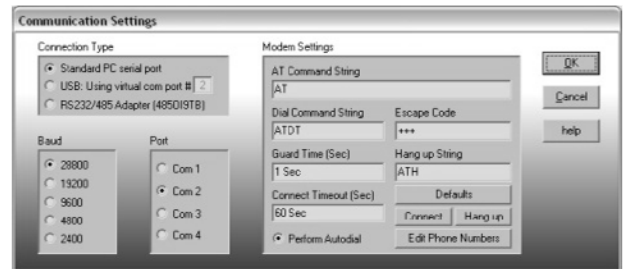 Communication Settings
Connection Type
Standard PC serial port
USB: Using virtual com port # 2
RS232/485 Adapter (485OI9TB)
Baud
28800
19200
9600
4800
2400
Port
Com 1
Com 2
Com 3
Com 4
Modem Settings
AT Command String
AT
Dial Command String
ATDT
Escape Code
+++
Guard Time (Sec)
1 Sec
Hang up String
ATH
Connect Timeout (Sec)
60 Sec
Defaults
Connect
Hang up
Perform Autodial
Edit Phone Numbers
OK
Cancel
help